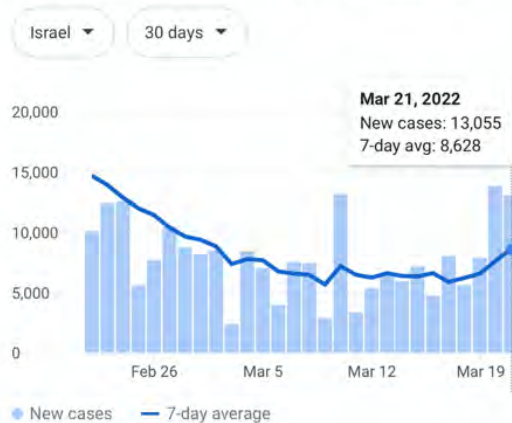 Israel
30 days
Mar 21, 2022
New cases: 13,055
7-day avg: 8,628
20,000
15,000
10,000
5,000
0
Feb 26
Mar 5
Mar 12
Mar 19
New cases
7-day average